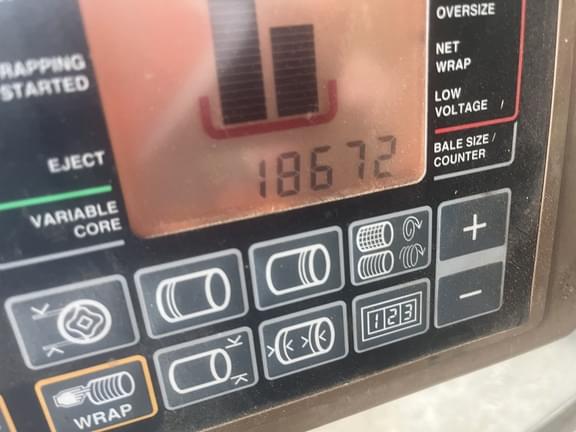 OVERSIZE
NET
WRAP
LOW
VOLTAGE
RAPPING
STARTED
18672
BALE SIZE /
COUNTER
EJECT
VARIABLE
CORE
+
−
123
WRAP